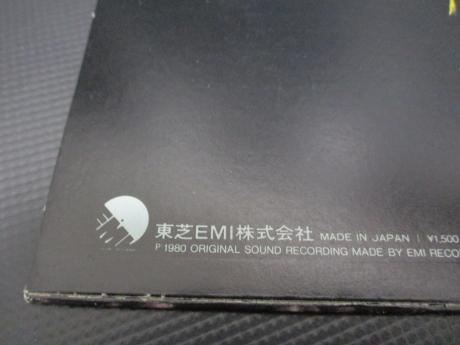 東芝EMI株式会社 MADE IN JAPAN | ¥1,500
P 1980 ORIGINAL SOUND RECORDING MADE BY EMI